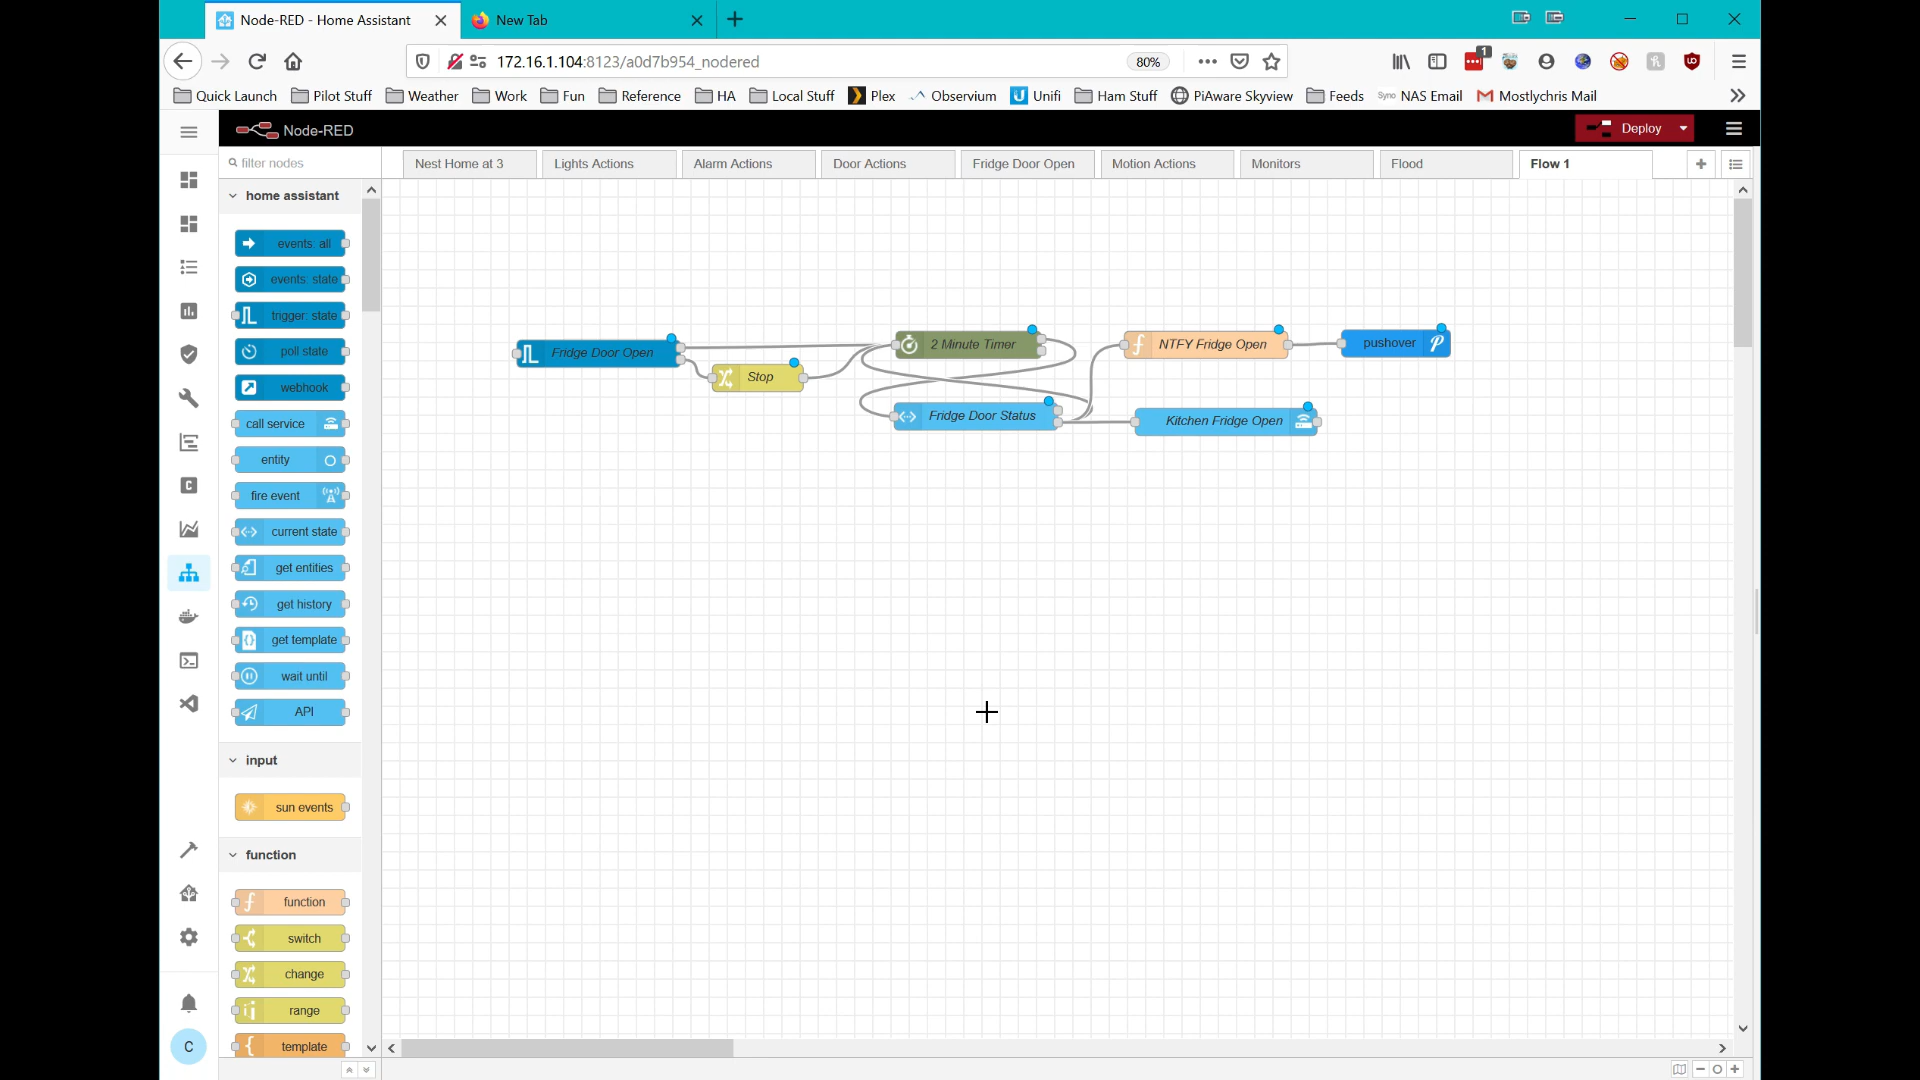 Node-RED - Home Assistant
New Tab
172.16.1.104:8123/a0d7b954_nodered
80%
1
Quick Launch
Pilot Stuff
Weather
Work
Fun
Reference
HA
Local Stuff
Plex
Observium
Unifi
Ham Stuff
PiAware Skyview
Feeds
Syno NAS Email
Mostlychris Mail
Node-RED
Deploy
filter nodes
Nest Home at 3
Lights Actions
Alarm Actions
Door Actions
Fridge Door Open
Motion Actions
Monitors
Flood
Flow 1
home assistant
events: all
events: state
trigger: state
poll state
webhook
call service
entity
fire event
current state
get entities
get history
get template
wait until
API
input
sun events
function
function
switch
change
range
template
Fridge Door Open
Stop
2 Minute Timer
Fridge Door Status
NTFY Fridge Open
pushover
Kitchen Fridge Open
C